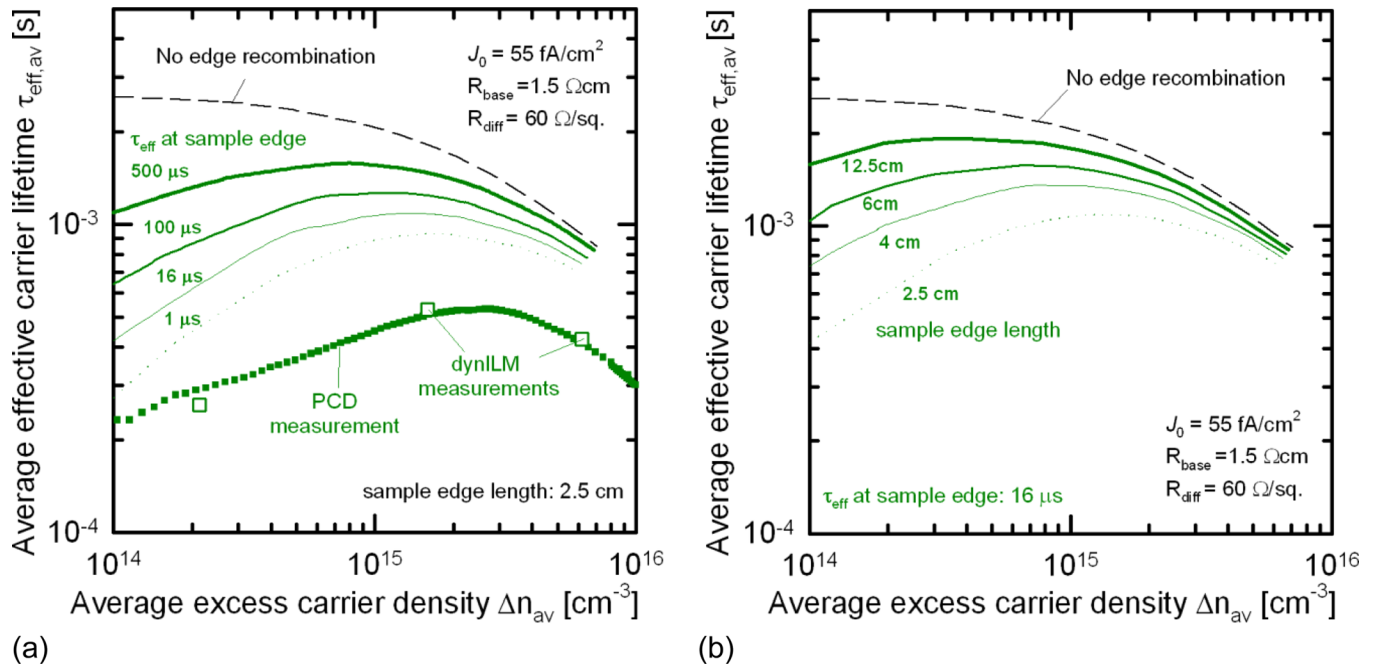 Average effective carrier lifetime τeff,av [s]
10⁻³
10⁻⁴
No edge recombination
J₀ = 55 fA/cm²
Rbase =1.5 Ωcm
Rdiff = 60 Ω/sq.
τeff at sample edge
500 µs
100 µs
16 µs
1 µs
dynILM
measurements
PCD
measurement
sample edge length: 2.5 cm
10¹⁴
10¹⁵
10¹⁶
Average excess carrier density Δnav [cm⁻³]
(a)
Average effective carrier lifetime τeff,av [s]
10⁻³
10⁻⁴
No edge recombination
12.5cm
6cm
4 cm
2.5 cm
sample edge length
J₀ = 55 fA/cm²
Rbase =1.5 Ωcm
Rdiff = 60 Ω/sq.
τeff at sample edge: 16 µs
10¹⁴
10¹⁵
10¹⁶
Average excess carrier density Δnav [cm⁻³]
(b)